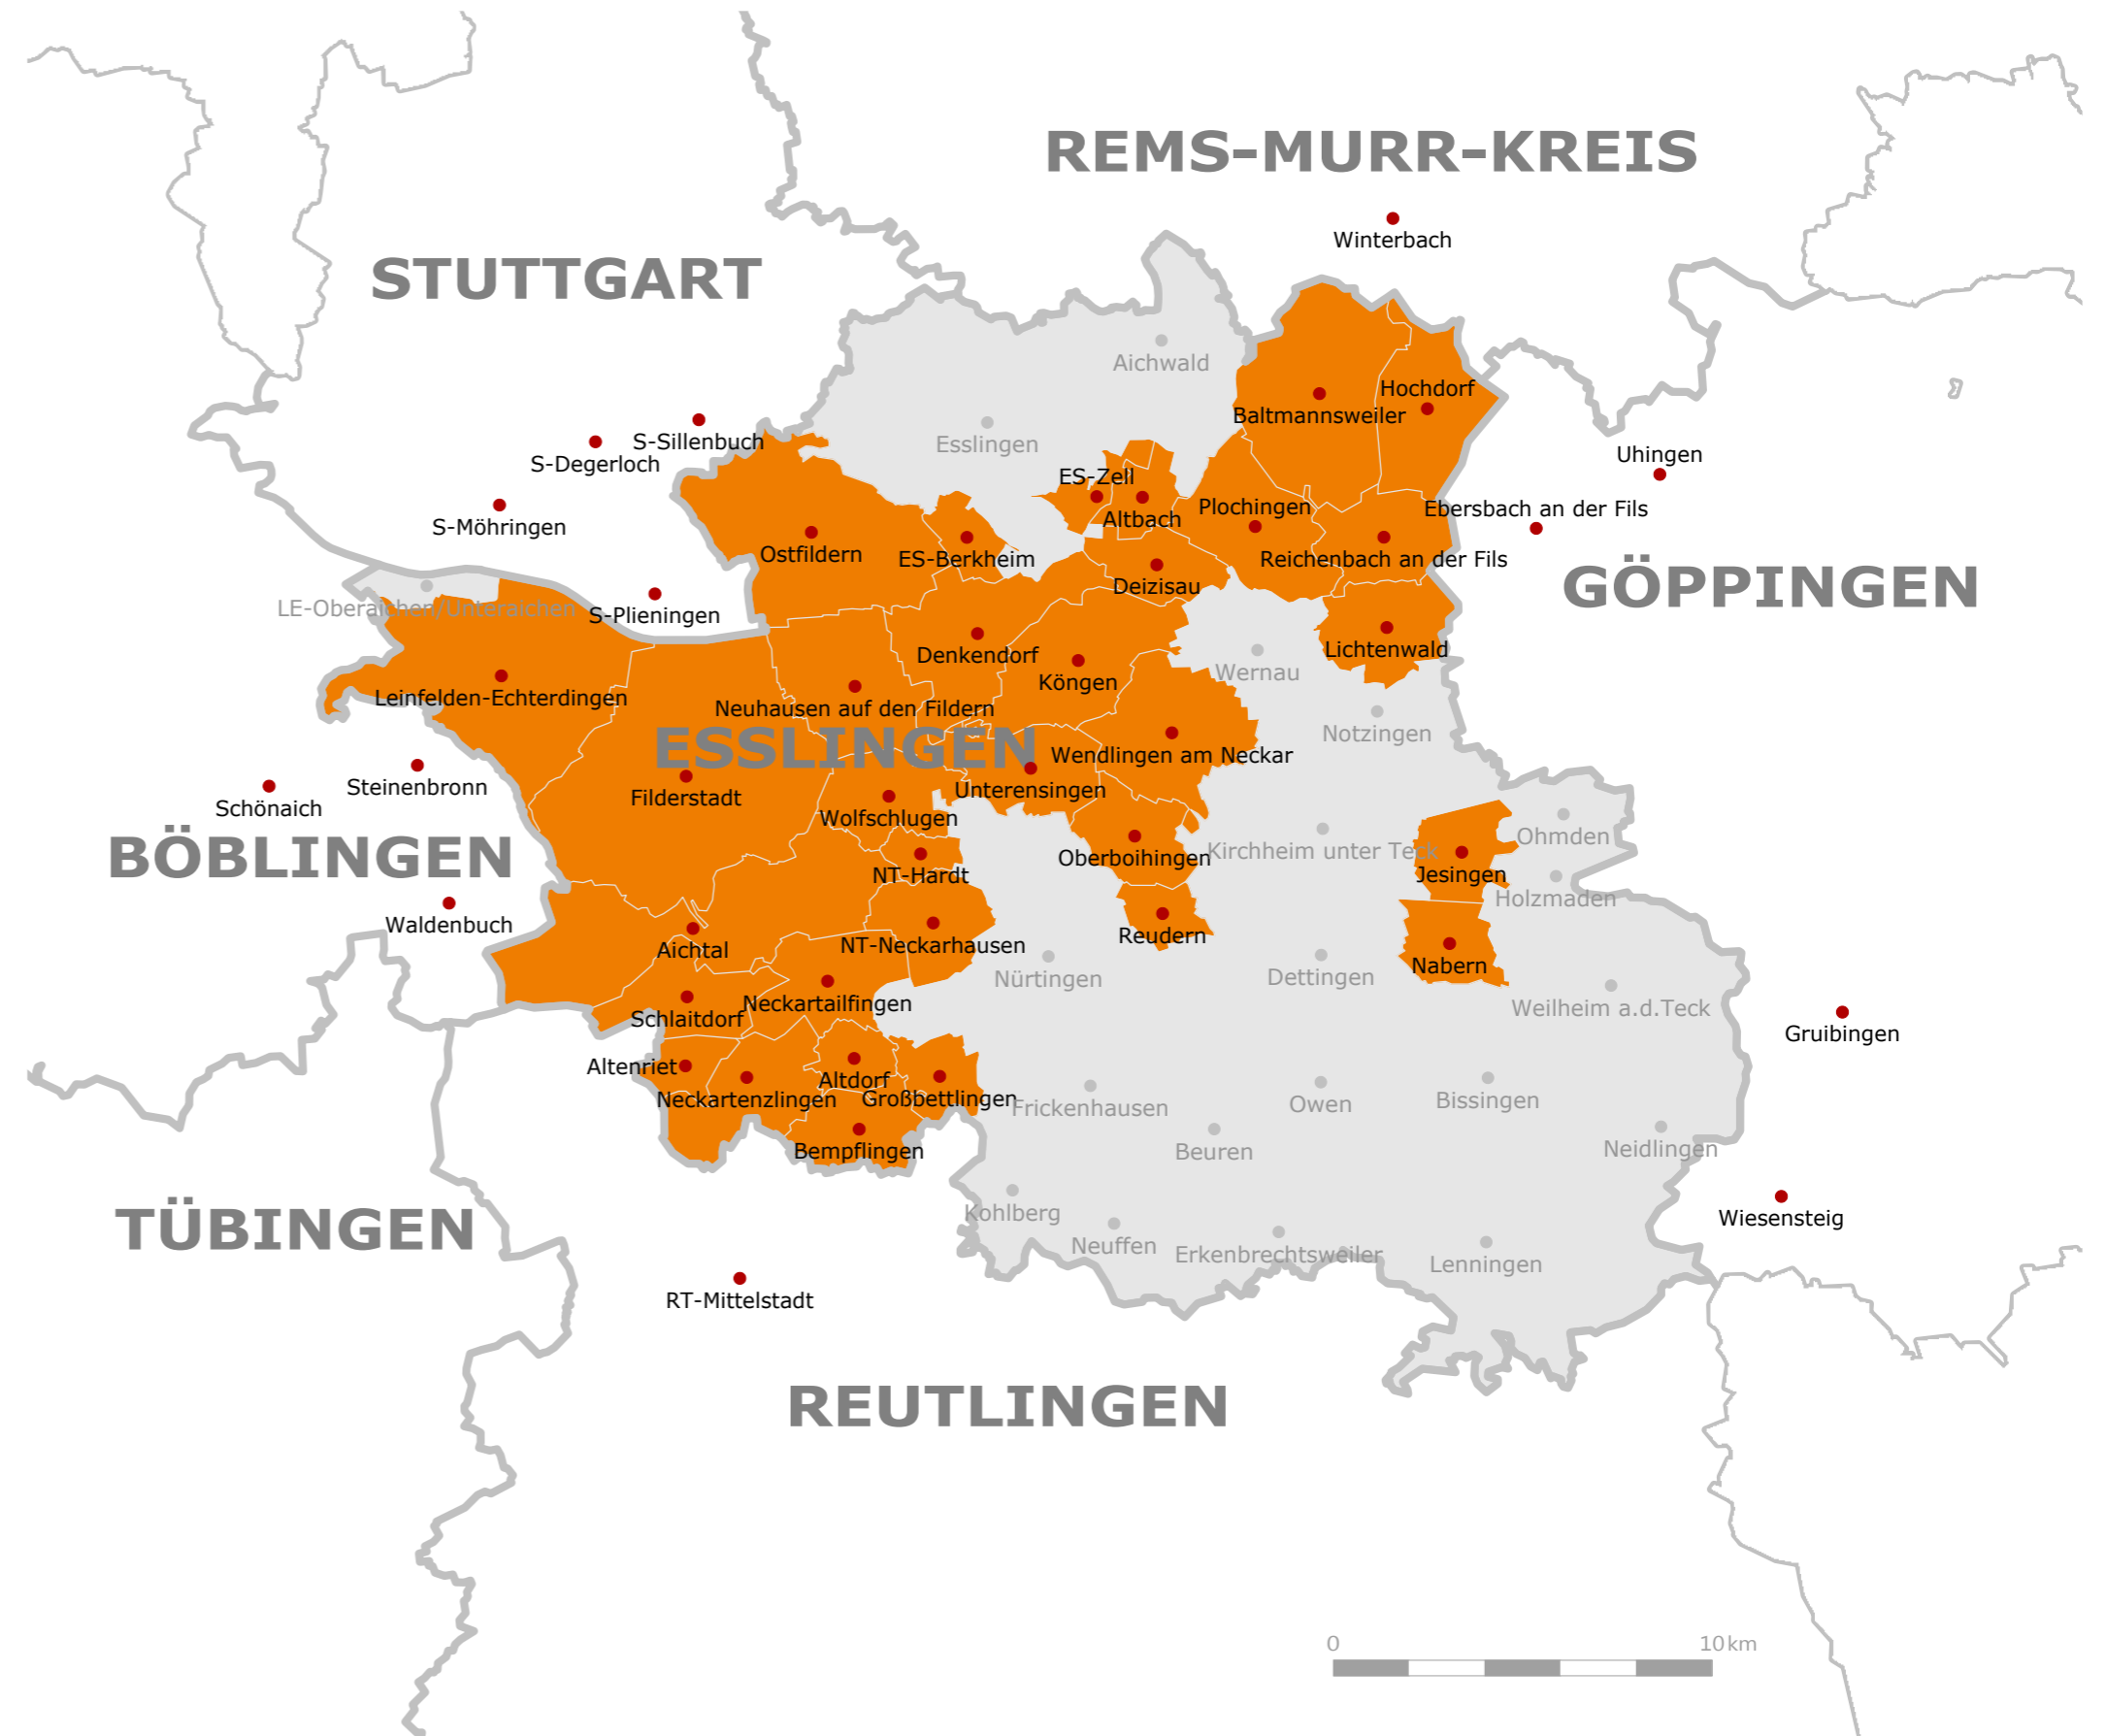 REMS-MURR-KREIS
Winterbach
STUTTGART
Aichwald
Hochdorf
Baltmannsweiler
S-Sillenbuch
Esslingen
S-Degerloch
Uhingen
ES-Zell
Plochingen
Ebersbach an der Fils
Altbach
S-Möhringen
Ostfildern
ES-Berkheim
Reichenbach an der Fils
Deizisau
GÖPPINGEN
LE-Oberaichen/Unteraichen
S-Plieningen
Denkendorf
Lichtenwald
Wernau
Köngen
Leinfelden-Echterdingen
Neuhausen auf den Fildern
Notzingen
ESSLINGEN
Wendlingen am Neckar
Steinenbronn
Unterensingen
Filderstadt
Schönaich
Wolfschlugen
Ohmden
BÖBLINGEN
Oberboihingen
Kirchheim unter Teck
NT-Hardt
Jesingen
Holzmaden
Waldenbuch
Reudern
NT-Neckarhausen
Aichtal
Nabern
Nürtingen
Dettingen
Neckartailfingen
Weilheim a.d.Teck
Schlaitdorf
Gruibingen
Altenriet
Altdorf
Neckartenzlingen
Großbettlingen
Frickenhausen
Owen
Bissingen
Bempflingen
Beuren
Neidlingen
Kohlberg
Wiesensteig
TÜBINGEN
Neuffen
Erkenbrechtsweiler
Lenningen
RT-Mittelstadt
REUTLINGEN
0 10 km